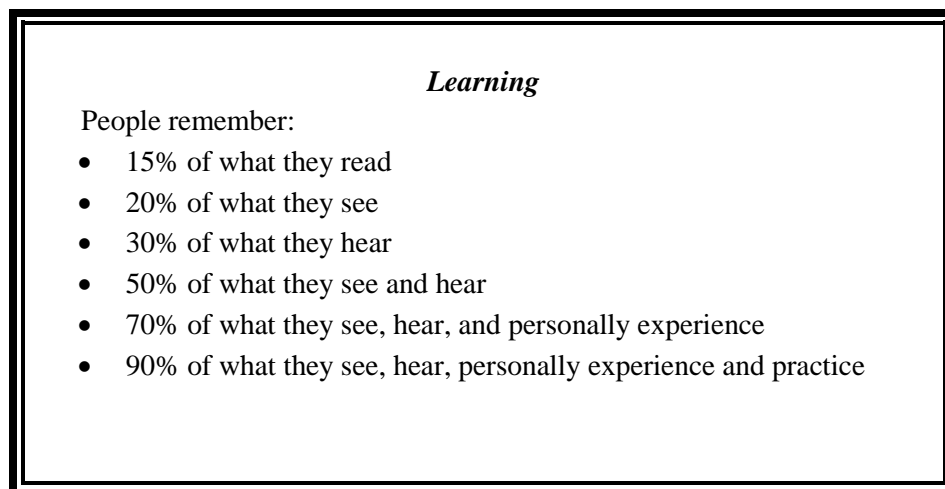 Learning
People remember:
• 15% of what they read
• 20% of what they see
• 30% of what they hear
• 50% of what they see and hear
• 70% of what they see, hear, and personally experience
• 90% of what they see, hear, personally experience and practice